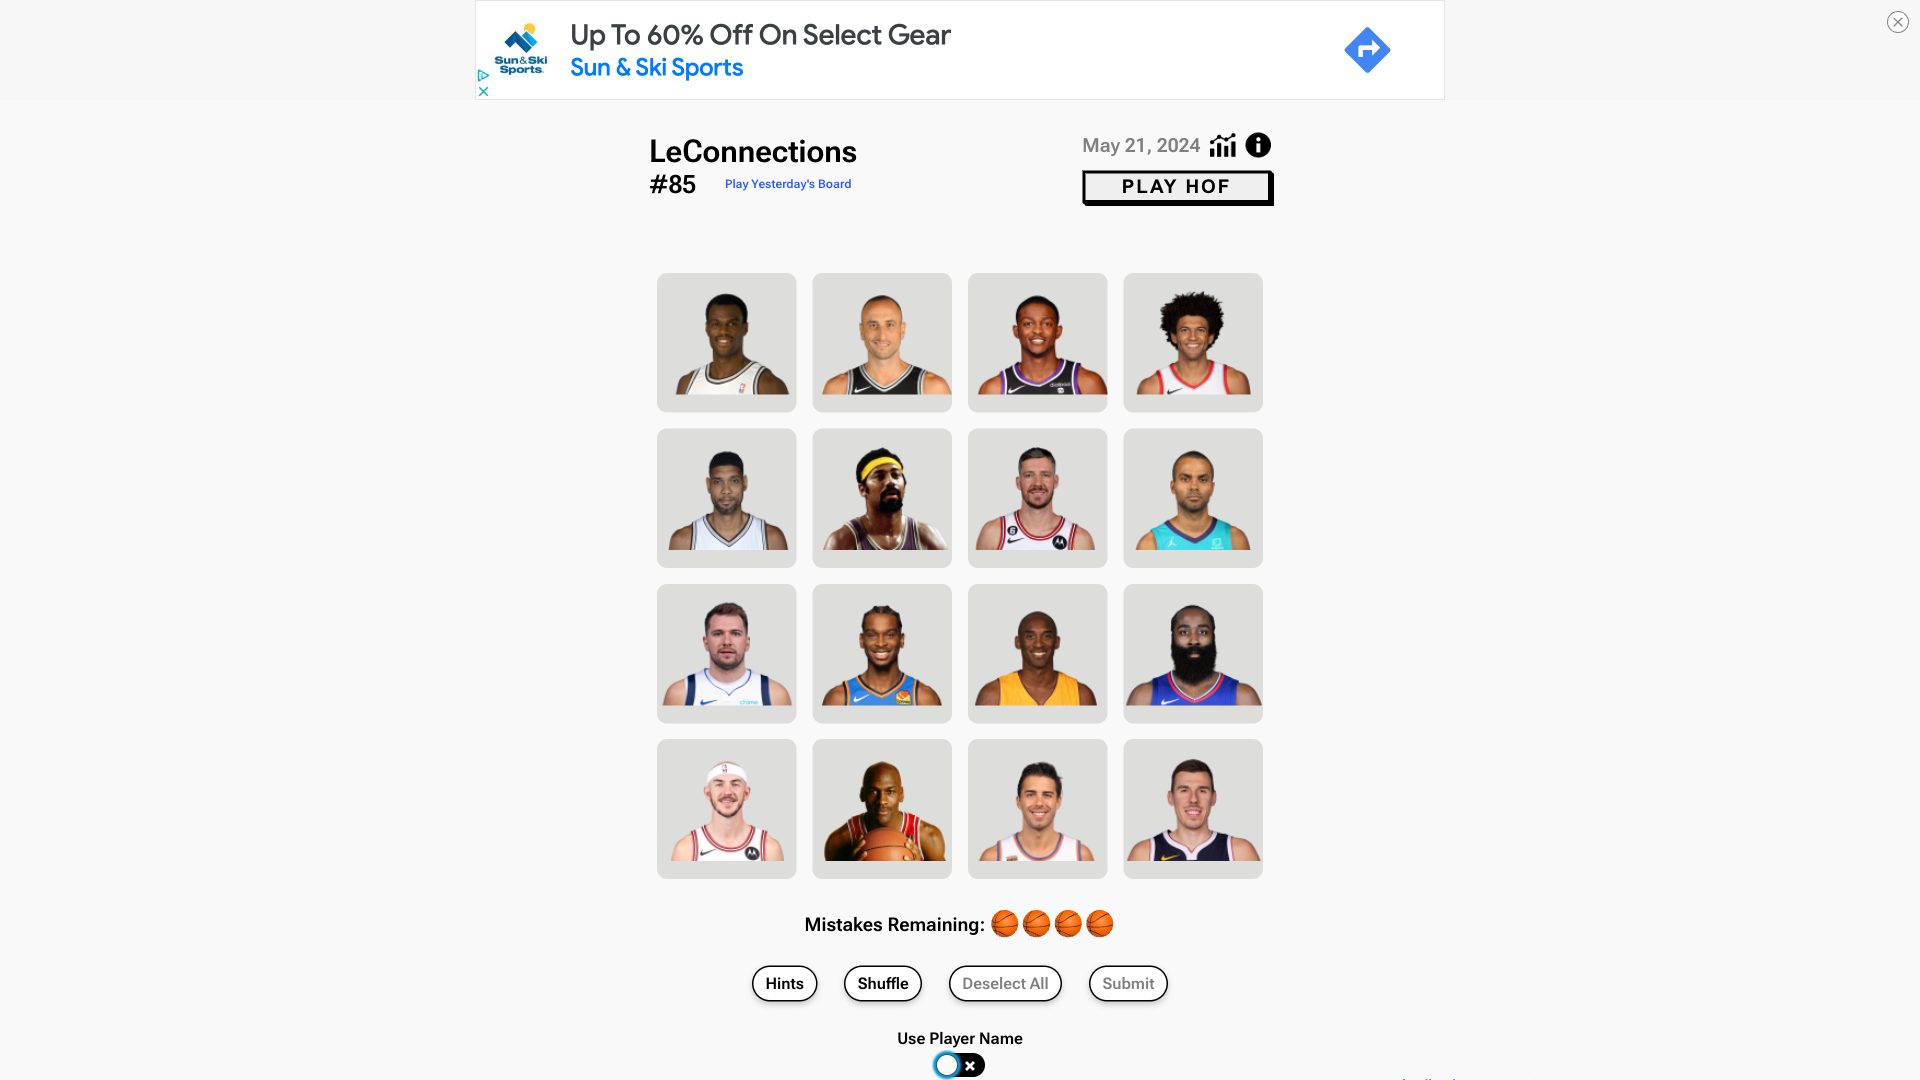 Up To 60% Off On Select Gear
Sun & Ski Sports
Sun&Ski
Sports
LeConnections
#85
Play Yesterday's Board
May 21, 2024
PLAY HOF
Mistakes Remaining:
Hints
Shuffle
Deselect All
Submit
Use Player Name